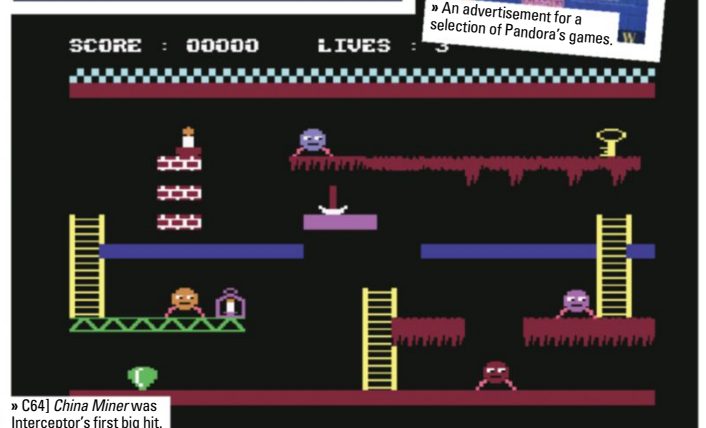 » An advertisement for a
selection of Pandora's games.
W
SCORE : 00000 LIVES : 3
» C64] China Miner was
Interceptor's first big hit.